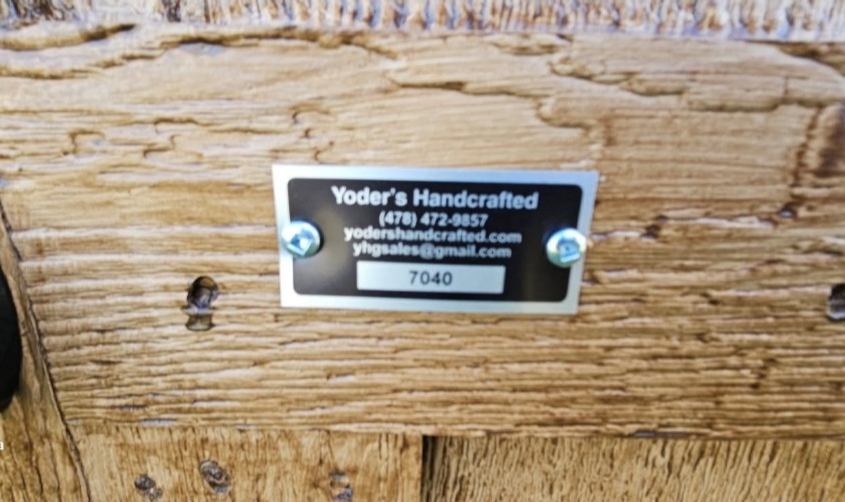 Yoder's Handcrafted
(478) 472-9857
yodershandcrafted.com
yhgsales@gmail.com
7040